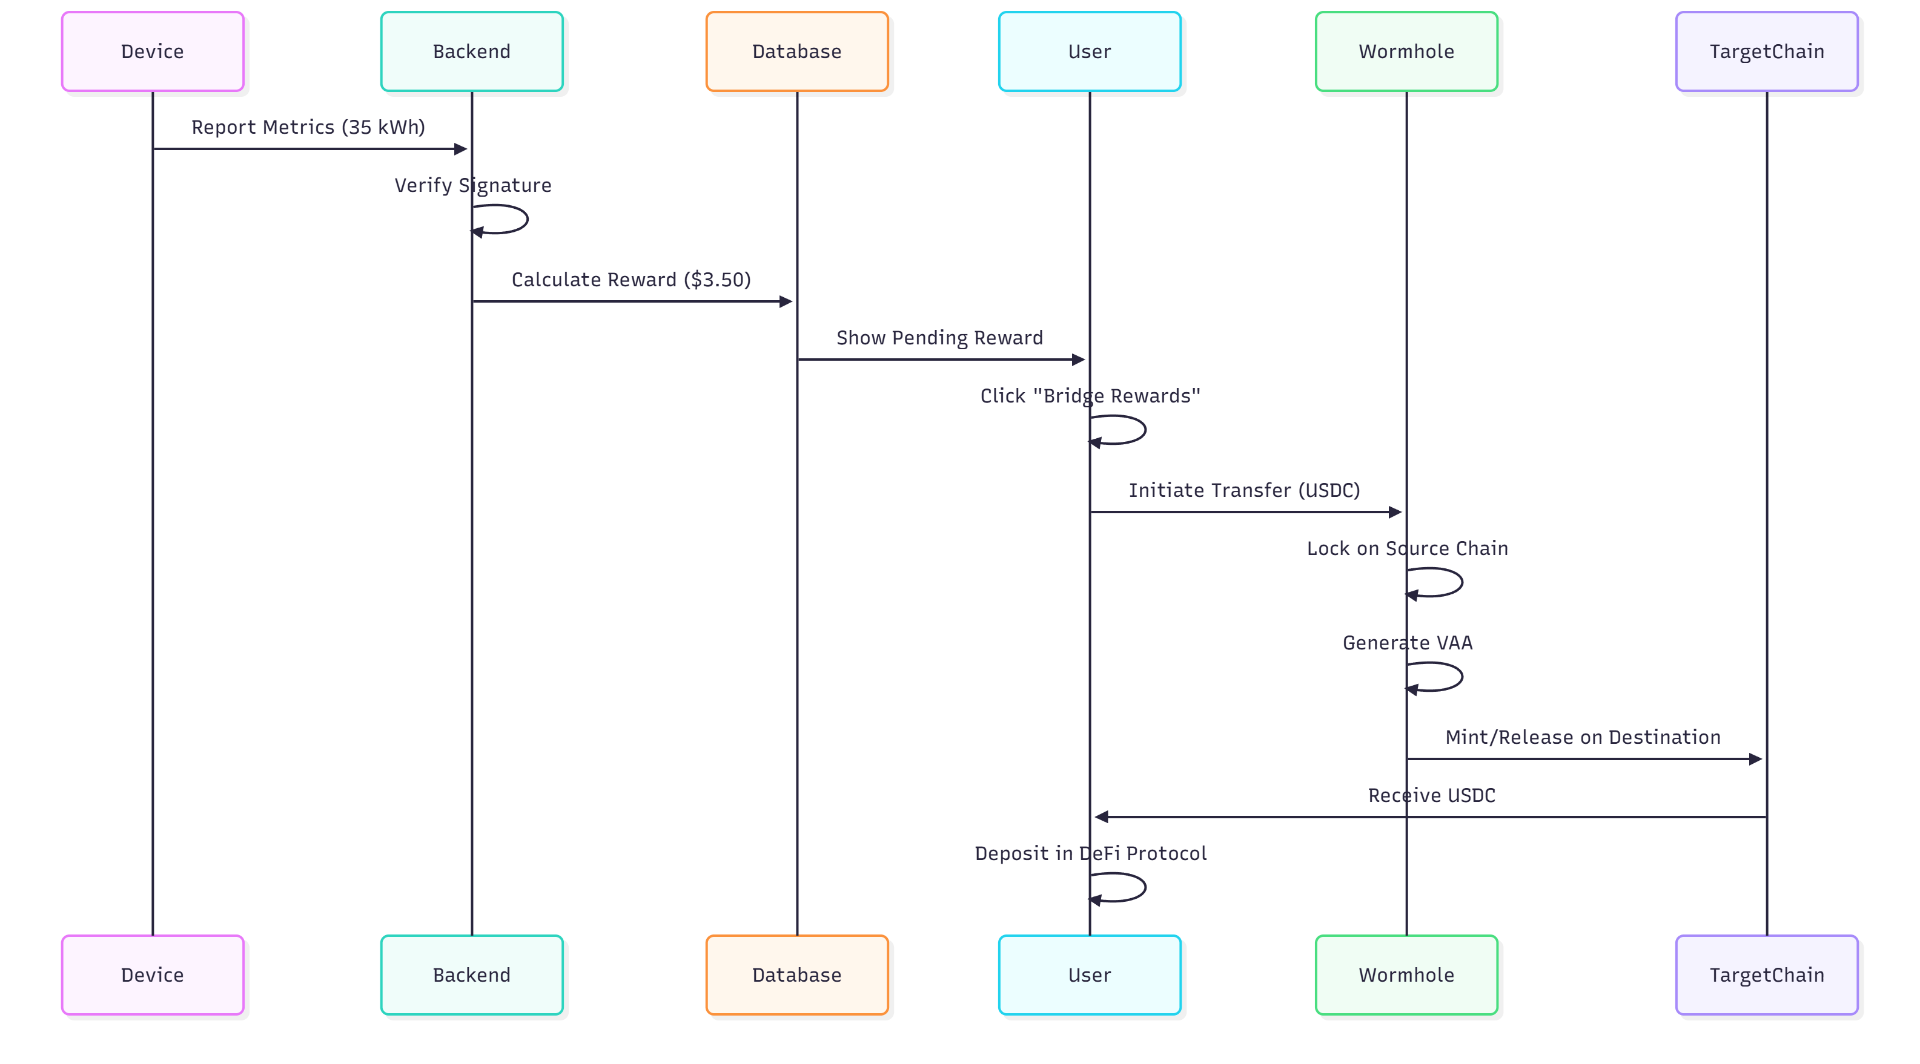 Device
Backend
Database
User
Wormhole
TargetChain
Report Metrics (35 kWh)
Verify Signature
Calculate Reward ($3.50)
Show Pending Reward
Click "Bridge Rewards"
Initiate Transfer (USDC)
Lock on Source Chain
Generate VAA
Mint/Release on Destination
Receive USDC
Deposit in DeFi Protocol
Device
Backend
Database
User
Wormhole
TargetChain